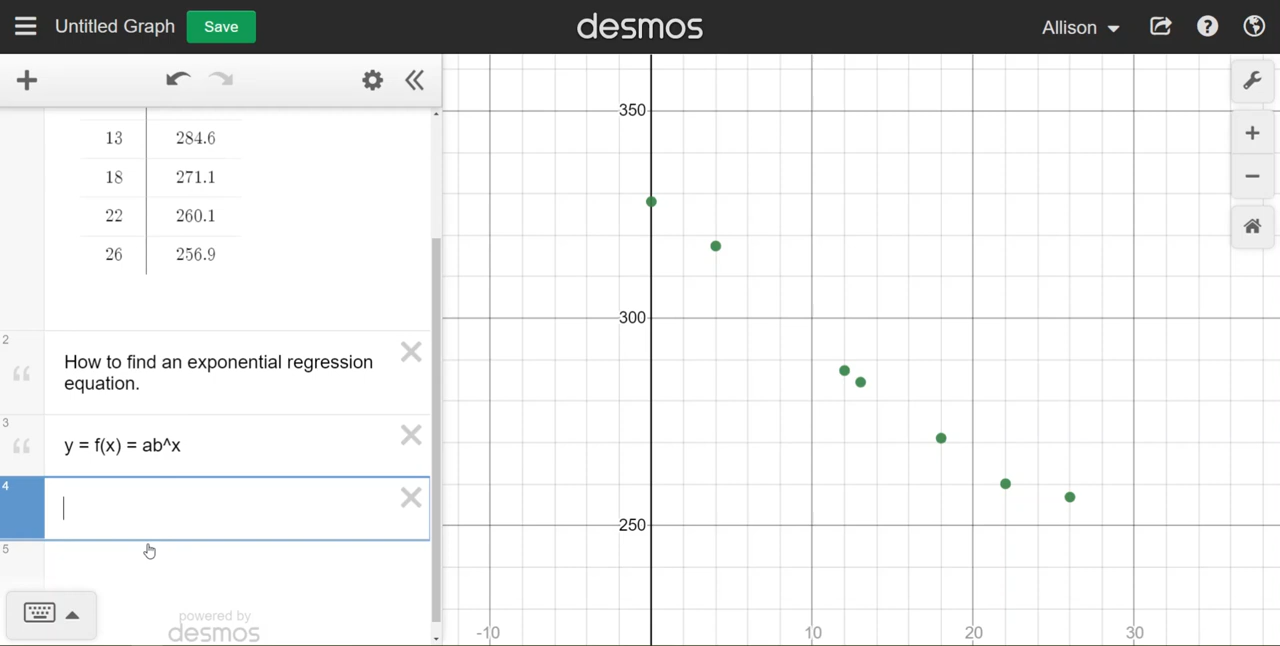 Untitled Graph
Save
desmos
Allison
13 284.6
18 271.1
22 260.1
26 256.9
2
How to find an exponential regression
equation.
3
y = f(x) = ab^x
4
5
powered by
desmos
350
300
250
-10
10
20
30